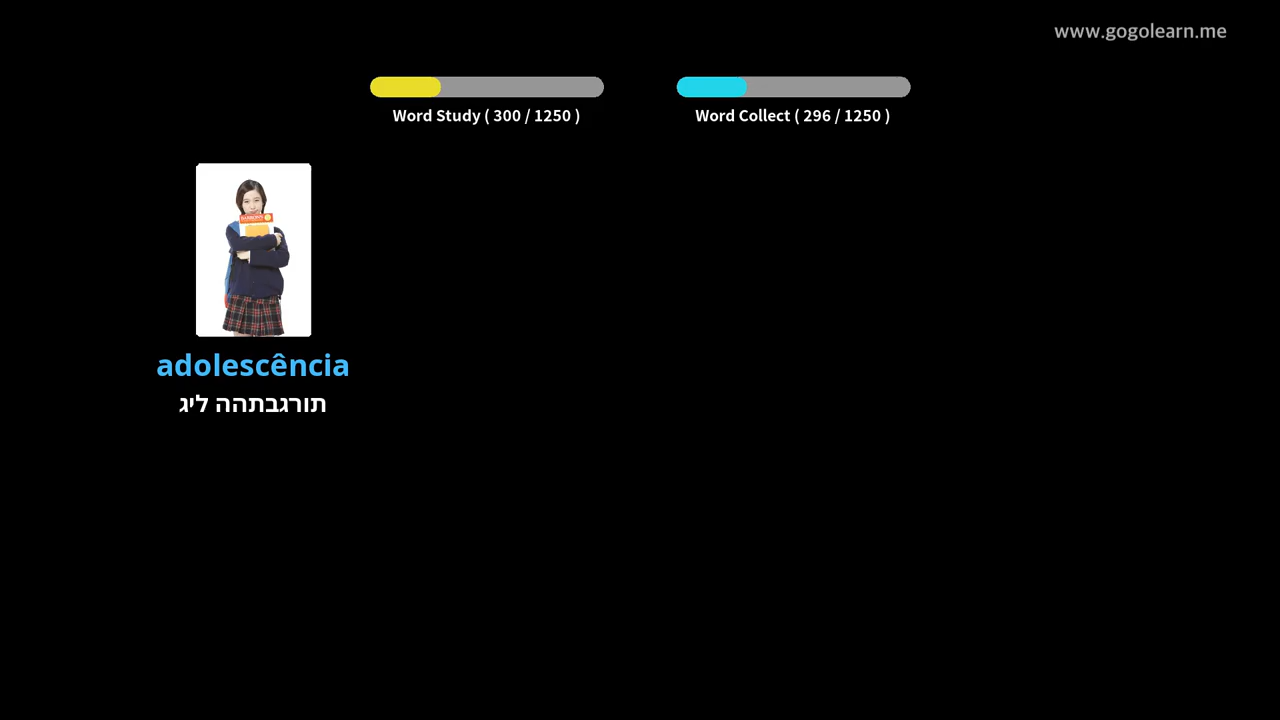 www.gogolearn.me
Word Study ( 300 / 1250 )
Word Collect ( 296 / 1250 )
adolescência
תורגבתהה ליג